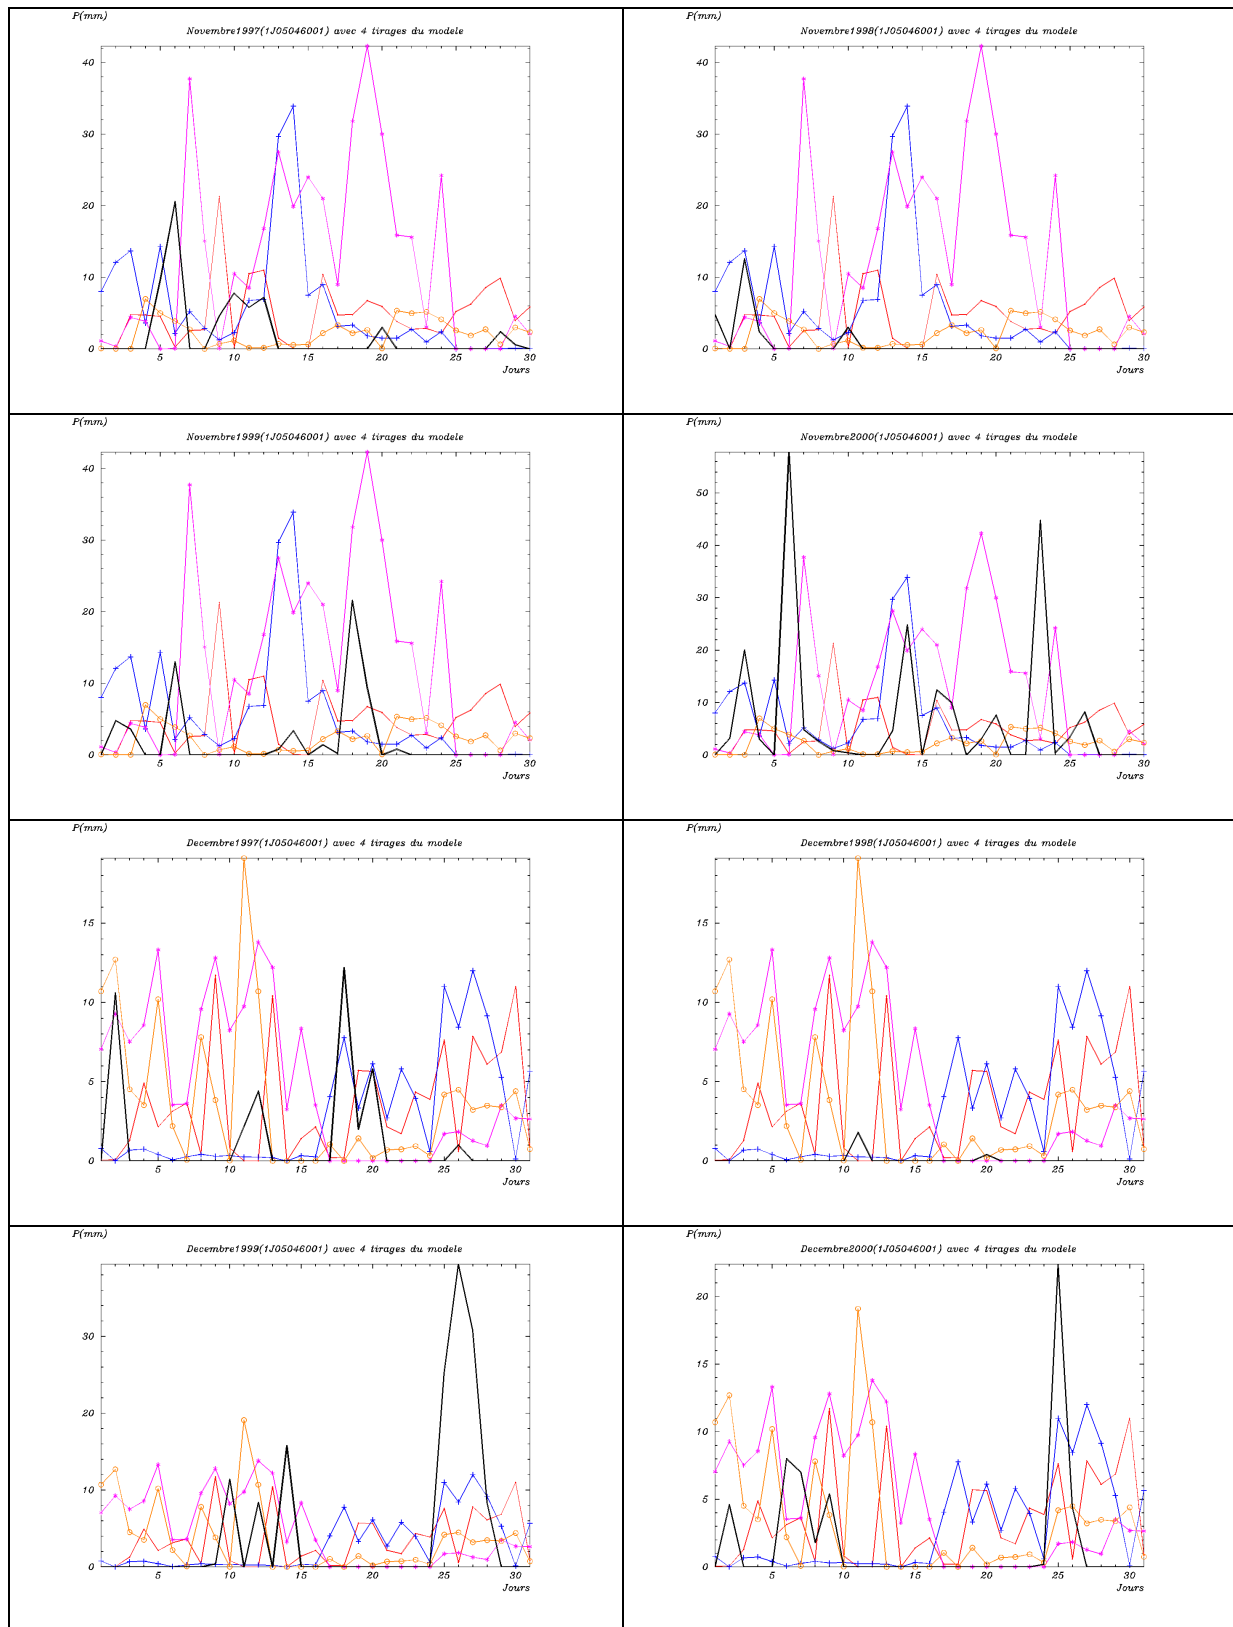 P(mm)
Novembre1997(1J05046001) avec 4 tirages du modele
40
30
20
10
0
5 10 15 20 25 30
Jours
P(mm)
Novembre1998(1J05046001) avec 4 tirages du modele
40
30
20
10
0
5 10 15 20 25 30
Jours
P(mm)
Novembre1999(1J05046001) avec 4 tirages du modele
40
30
20
10
0
5 10 15 20 25 30
Jours
P(mm)
Novembre2000(1J05046001) avec 4 tirages du modele
50
40
30
20
10
0
5 10 15 20 25 30
Jours
P(mm)
Decembre1997(1J05046001) avec 4 tirages du modele
15
10
5
0
5 10 15 20 25 30
Jours
P(mm)
Decembre1998(1J05046001) avec 4 tirages du modele
15
10
5
0
5 10 15 20 25 30
Jours
P(mm)
Decembre1999(1J05046001) avec 4 tirages du modele
30
20
10
0
5 10 15 20 25 30
Jours
P(mm)
Decembre2000(1J05046001) avec 4 tirages du modele
20
15
10
5
0
5 10 15 20 25 30
Jours